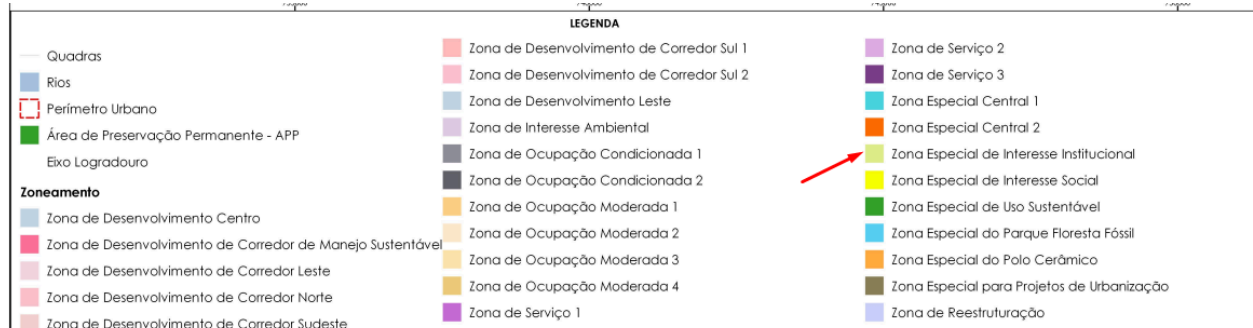 LEGENDA
Quadras
Rios
Perímetro Urbano
Área de Preservação Permanente - APP
Eixo Logradouro
Zoneamento
Zona de Desenvolvimento Centro
Zona de Desenvolvimento de Corredor de Manejo Sustentável
Zona de Desenvolvimento de Corredor Leste
Zona de Desenvolvimento de Corredor Norte
Zona de Desenvolvimento de Corredor Sudeste
Zona de Desenvolvimento de Corredor Sul 1
Zona de Desenvolvimento de Corredor Sul 2
Zona de Desenvolvimento Leste
Zona de Interesse Ambiental
Zona de Ocupação Condicionada 1
Zona de Ocupação Condicionada 2
Zona de Ocupação Moderada 1
Zona de Ocupação Moderada 2
Zona de Ocupação Moderada 3
Zona de Ocupação Moderada 4
Zona de Serviço 1
Zona de Serviço 2
Zona de Serviço 3
Zona Especial Central 1
Zona Especial Central 2
Zona Especial de Interesse Institucional
Zona Especial de Interesse Social
Zona Especial de Uso Sustentável
Zona Especial do Parque Floresta Fóssil
Zona Especial do Polo Cerâmico
Zona Especial para Projetos de Urbanização
Zona de Reestruturação